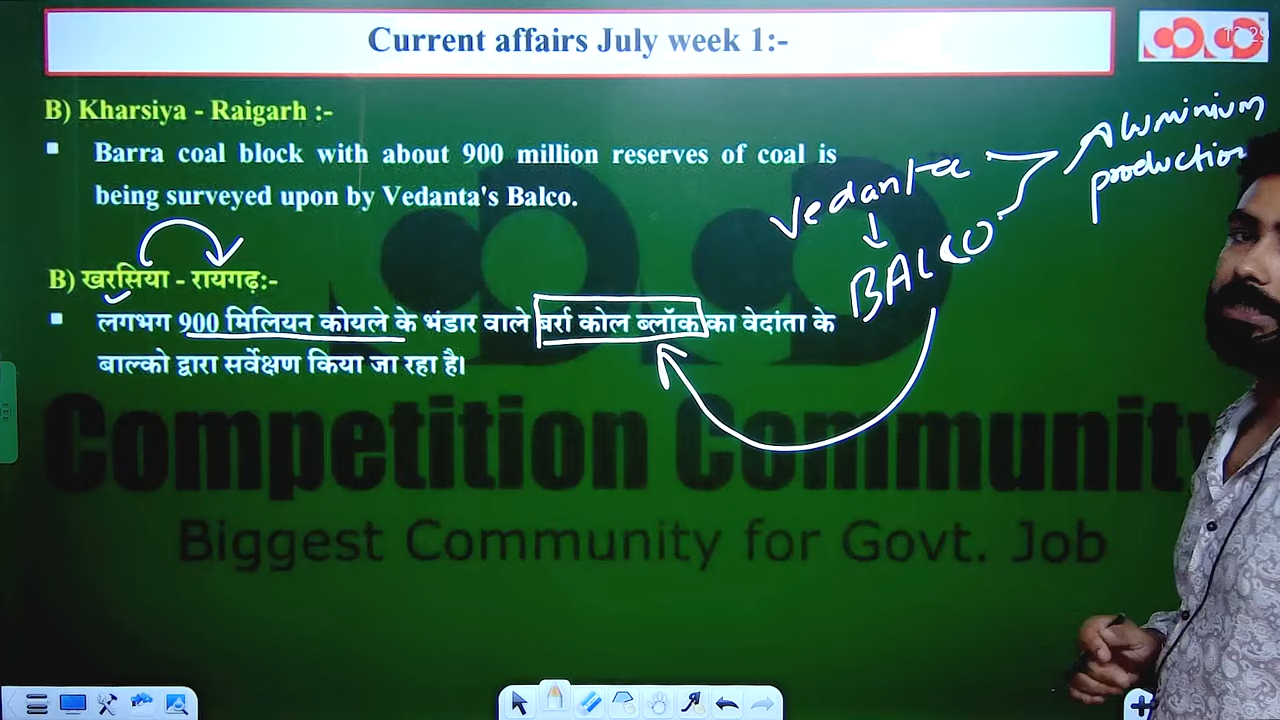 Current affairs July week 1:-
B) Kharsiya - Raigarh :-
Barra coal block with about 900 million reserves of coal is
being surveyed upon by Vedanta's Balco.
Vedanta
Aluminium
production
BALCO
B) खरसिया - रायगढ़:-
लगभग 900 मिलियन कोयले के भंडार वाले बर्रा कोल ब्लॉक का वेदांता के
बाल्को द्वारा सर्वेक्षण किया जा रहा है।
Competition Community
Biggest Community for Govt. Job